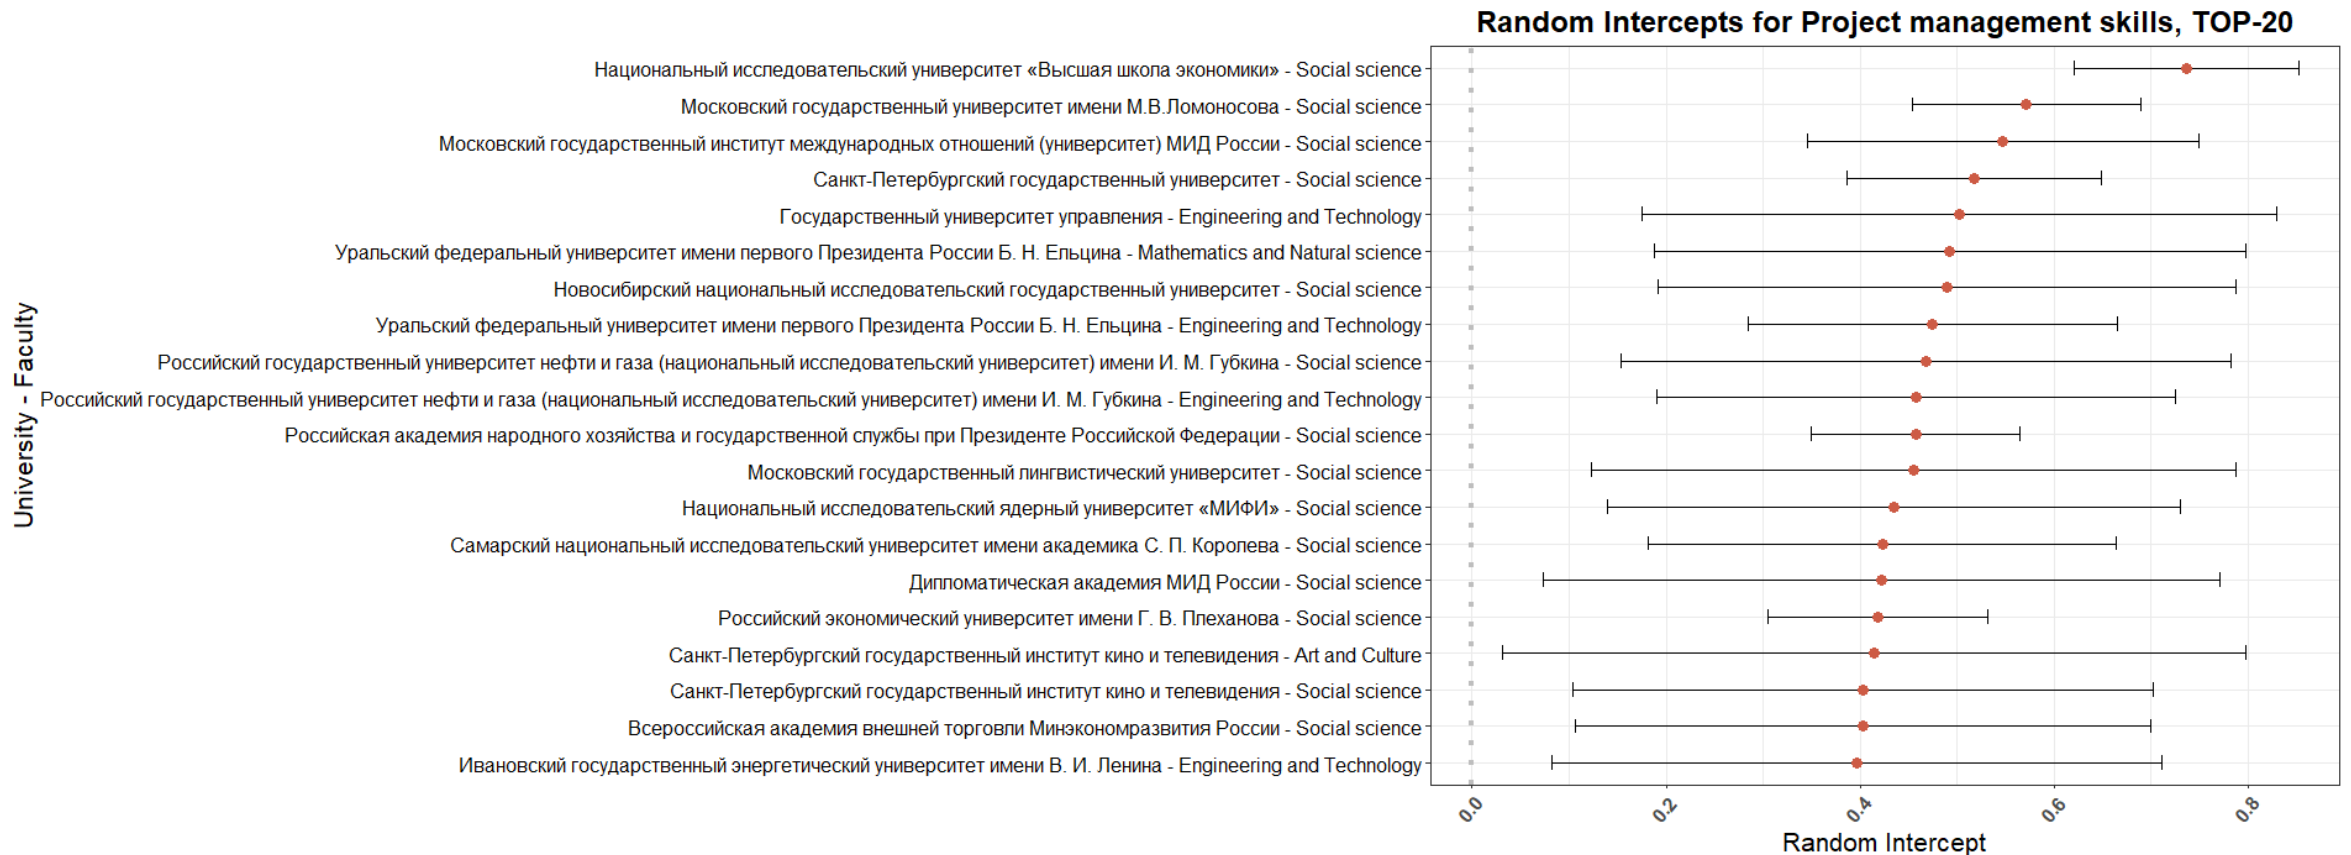 Random Intercepts for Project management skills, TOP-20
University - Faculty
Национальный исследовательский университет «Высшая школа экономики» - Social science
Московский государственный университет имени М.В.Ломоносова - Social science
Московский государственный институт международных отношений (университет) МИД России - Social science
Санкт-Петербургский государственный университет - Social science
Государственный университет управления - Engineering and Technology
Уральский федеральный университет имени первого Президента России Б. Н. Ельцина - Mathematics and Natural science
Новосибирский национальный исследовательский государственный университет - Social science
Уральский федеральный университет имени первого Президента России Б. Н. Ельцина - Engineering and Technology
Российский государственный университет нефти и газа (национальный исследовательский университет) имени И. М. Губкина - Social science
Российский государственный университет нефти и газа (национальный исследовательский университет) имени И. М. Губкина - Engineering and Technology
Российская академия народного хозяйства и государственной службы при Президенте Российской Федерации - Social science
Московский государственный лингвистический университет - Social science
Национальный исследовательский ядерный университет «МИФИ» - Social science
Самарский национальный исследовательский университет имени академика С. П. Королева - Social science
Дипломатическая академия МИД России - Social science
Российский экономический университет имени Г. В. Плеханова - Social science
Санкт-Петербургский государственный институт кино и телевидения - Art and Culture
Санкт-Петербургский государственный институт кино и телевидения - Social science
Всероссийская академия внешней торговли Минэкономразвития России - Social science
Ивановский государственный энергетический университет имени В. И. Ленина - Engineering and Technology
0.0 0.2 0.4 0.6 0.8
Random Intercept